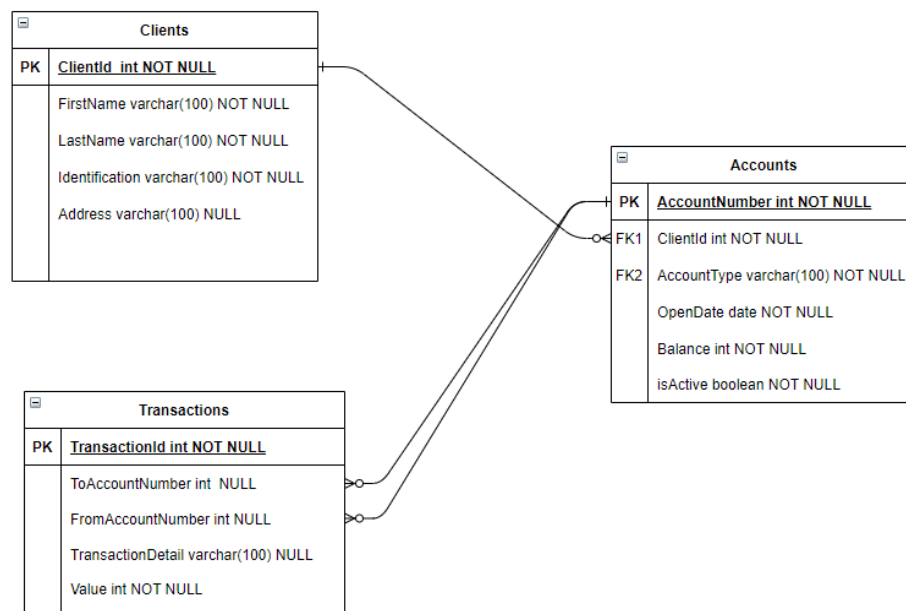 Clients
PK ClientId int NOT NULL
FirstName varchar(100) NOT NULL
LastName varchar(100) NOT NULL
Identification varchar(100) NOT NULL
Address varchar(100) NULL
Accounts
PK AccountNumber int NOT NULL
FK1 ClientId int NOT NULL
FK2 AccountType varchar(100) NOT NULL
OpenDate date NOT NULL
Balance int NOT NULL
isActive boolean NOT NULL
Transactions
PK TransactionId int NOT NULL
ToAccountNumber int NULL
FromAccountNumber int NULL
TransactionDetail varchar(100) NULL
Value int NOT NULL